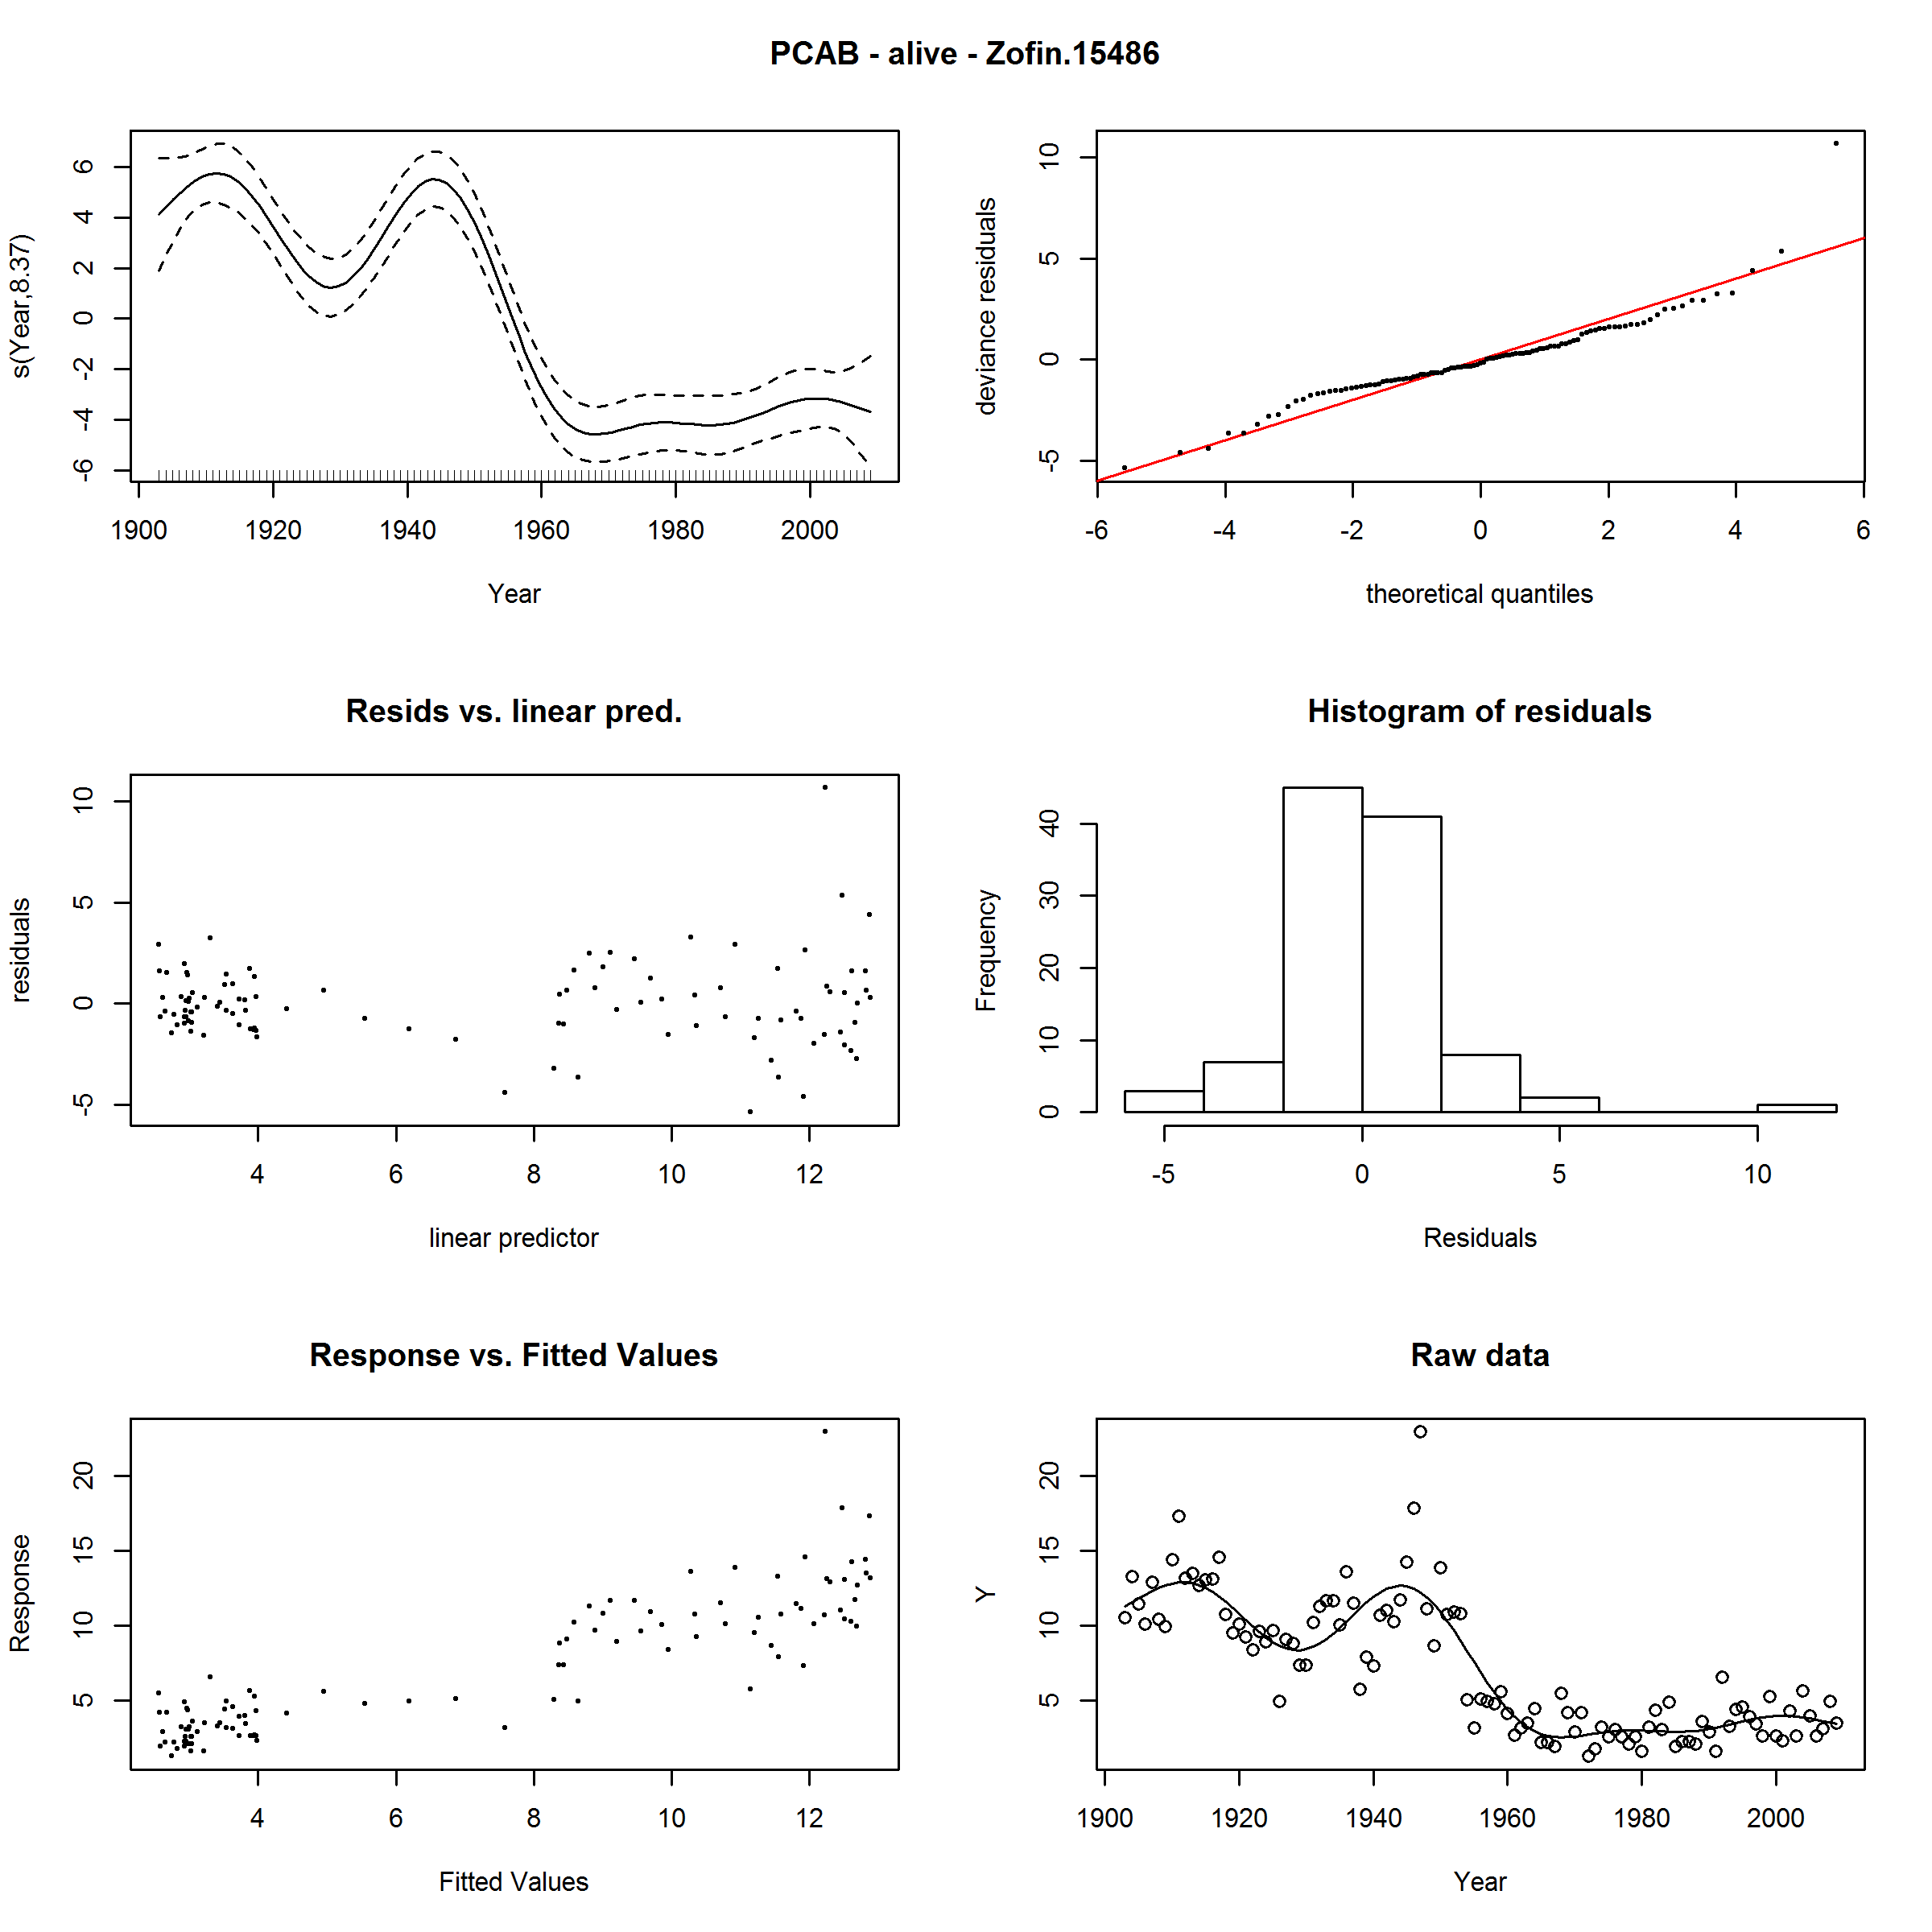 PCAB - alive - Zofin.15486
s(Year,8.37)
6
4
2
0
-2
-4
-6
1900 1920 1940 1960 1980 2000
Year
deviance residuals
10
5
0
-5
-6 -4 -2 0 2 4 6
theoretical quantiles
Resids vs. linear pred.
residuals
10
5
0
-5
4 6 8 10 12
linear predictor
Histogram of residuals
Frequency
40
30
20
10
0
-5 0 5 10
Residuals
Response vs. Fitted Values
Response
20
15
10
5
4 6 8 10 12
Fitted Values
Raw data
Y
20
15
10
5
1900 1920 1940 1960 1980 2000
Year